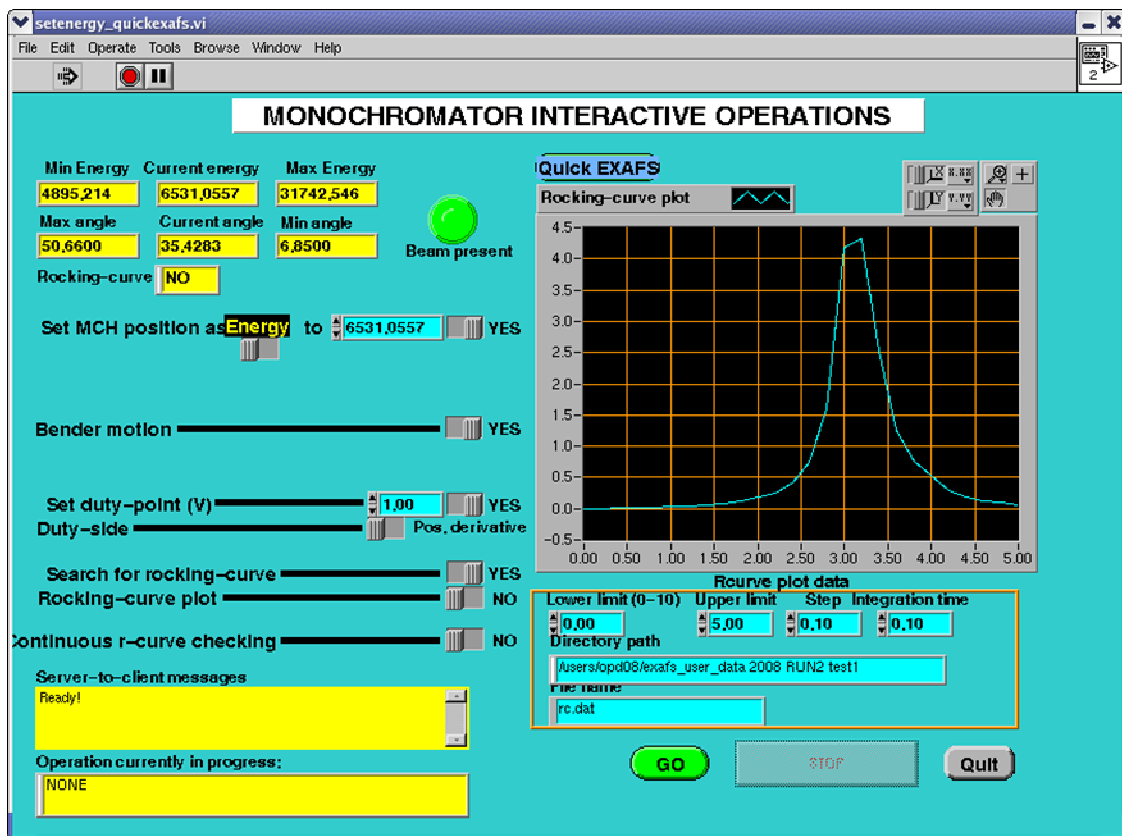 setenergy_quickexafs.vi
File Edit Operate Tools Browse Window Help
2
MONOCHROMATOR INTERACTIVE OPERATIONS
Min Energy Current energy Max Energy
4895,214 6531,0557 31742,546
Max angle Current angle Min angle
50,6600 35,4283 6,8500
Beam present
Rocking-curve NO
Set MCH position as Energy to 6531,0557 YES
Bender motion YES
Set duty-point (V) 1,00 YES
Duty-side Pos. derivative
Search for rocking-curve YES
Rocking-curve plot NO
Continuous r-curve checking NO
Server-to-client messages
Ready!
Operation currently in progress:
NONE
Quick EXAFS
Rocking-curve plot
X X.XX
Y Y.YY
4.5
4.0
3.5
3.0
2.5
2.0
1.5
1.0
0.5
0.0
-0.5
0.00 0.50 1.00 1.50 2.00 2.50 3.00 3.50 4.00 4.50 5.00
Rcurve plot data
Lower limit (0-10) Upper limit Step Integration time
0,00 5,00 0,10 0,10
Directory path
/users/opd08/exafs_user_data 2008 RUN2 test1
File name
rc.dat
GO STOP Quit